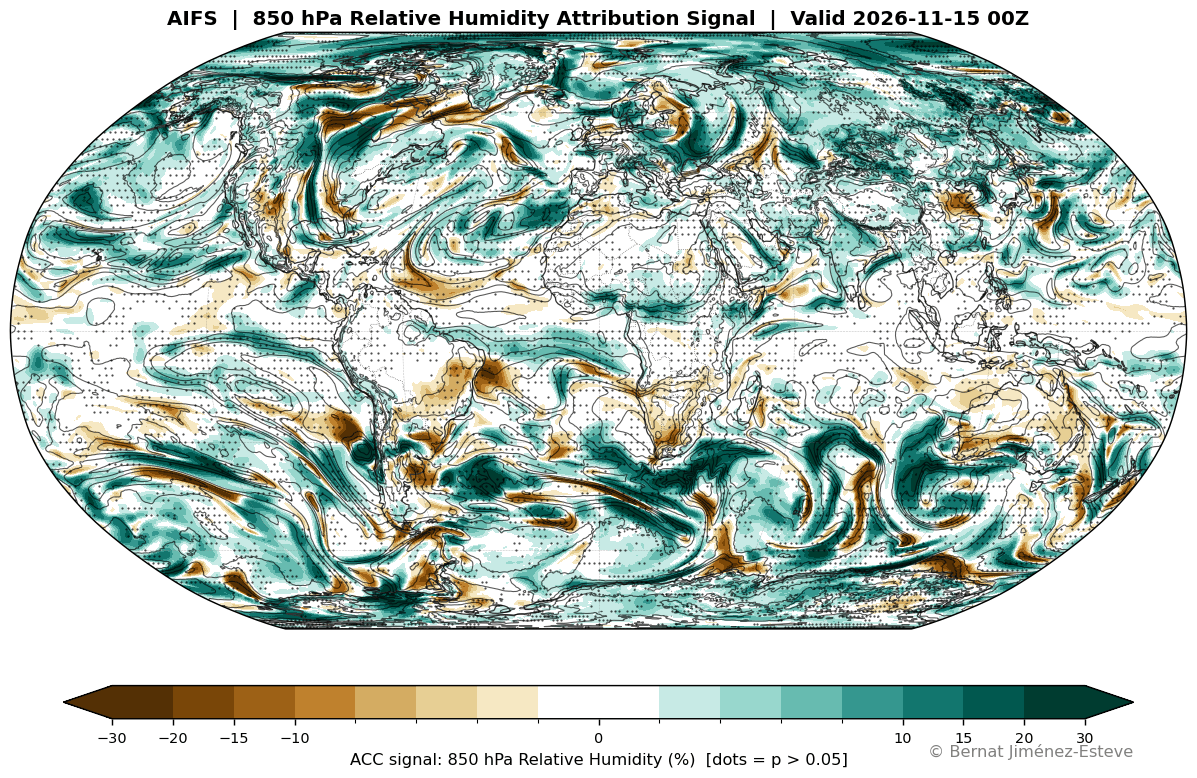 AIFS | 850 hPa Relative Humidity Attribution Signal | Valid 2026-11-15 00Z
−30 −20 −15 −10 0 10 15 20 30
ACC signal: 850 hPa Relative Humidity (%) [dots = p > 0.05]
© Bernat Jiménez-Esteve